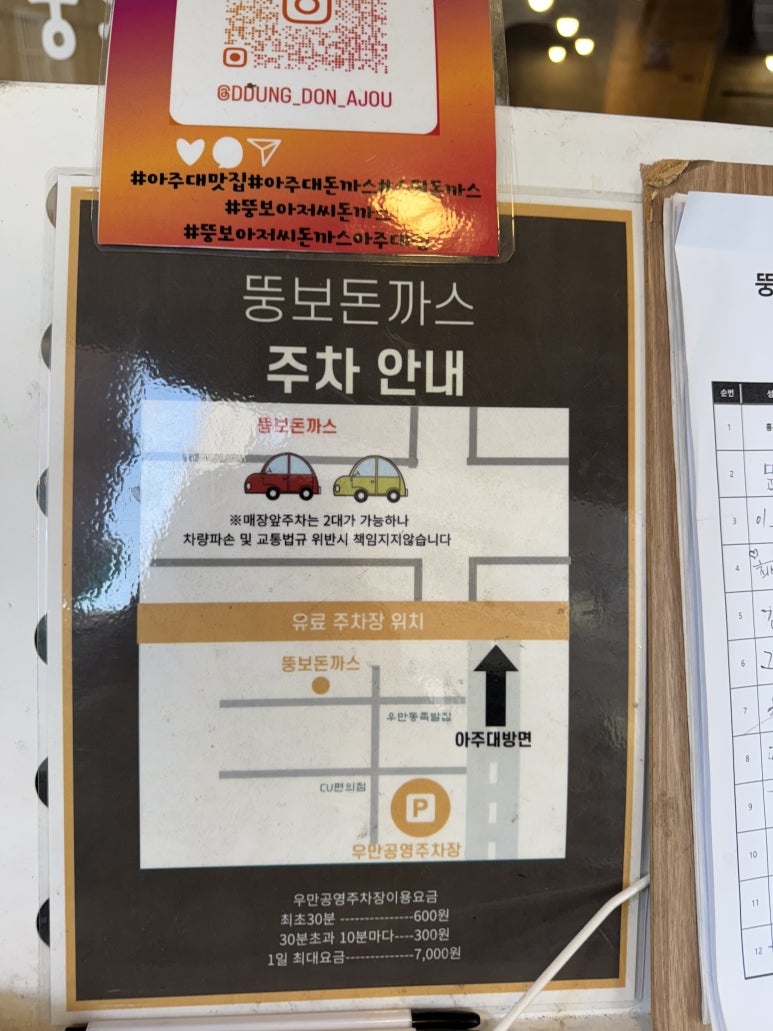 @DDUNG_DON_AJOU
#아주대맛집#아주대돈까스
#뚱보아저씨돈까스
#뚱보아저씨돈까스아주대점
뚱보돈까스
주차 안내
뚱보돈까스
※매장앞주차는 2대가 가능하나
차량파손 및 교통법규 위반시 책임지지않습니다
유료 주차장 위치
뚱보돈까스
우만동족발집
아주대방면
CU편의점
P
우만공영주차장
우만공영주차장이용요금
최초30분 ---------------600원
30분초과 10분마다----300원
1일 최대요금--------------7,000원
뚱
순번
1
2
3
4
5
6
7
8
9
10
11
12